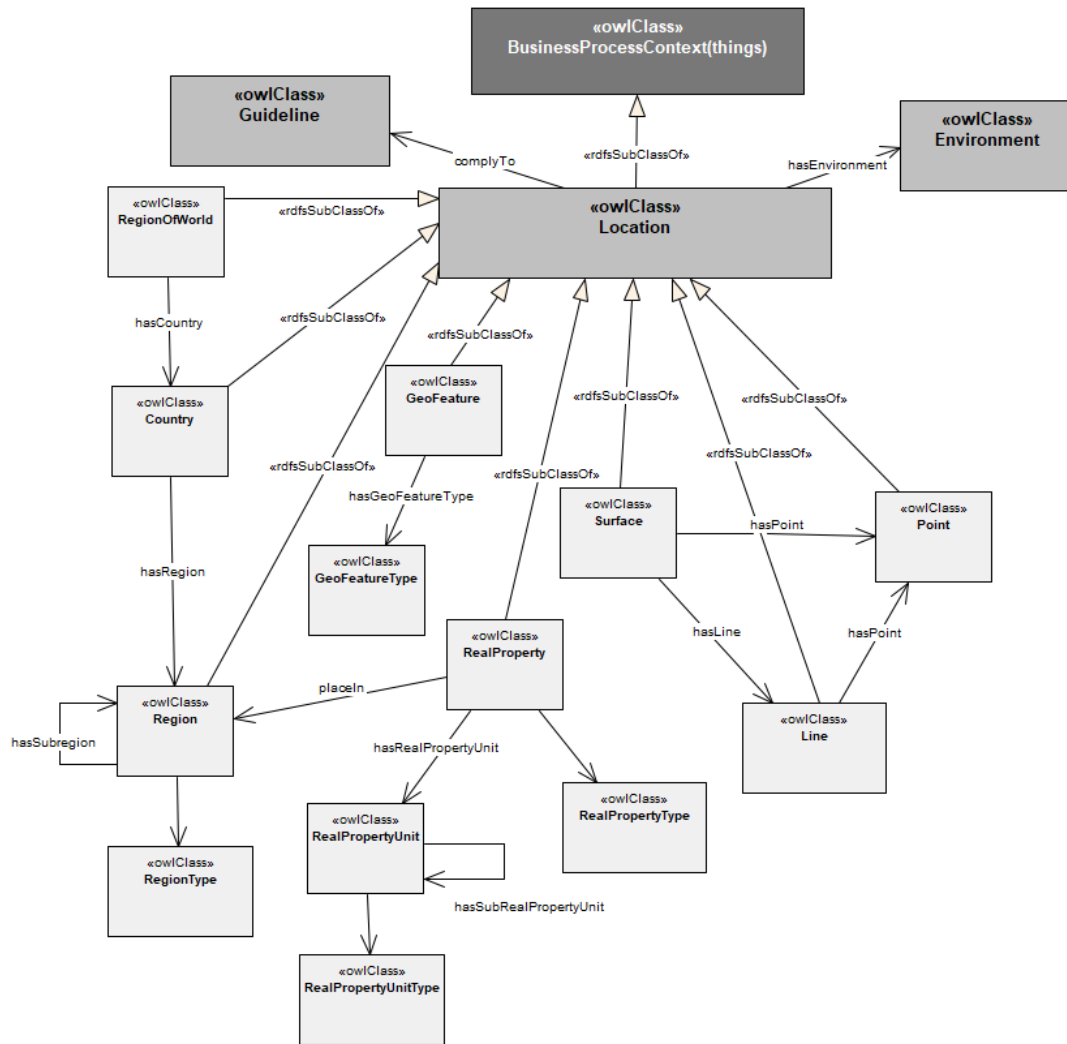 «owlClass»
BusinessProcessContext(things)
«owlClass»
Guideline
«owlClass»
Environment
complyTo
«rdfsSubClassOf»
hasEnvironment
«owlClass»
RegionOfWorld
«rdfsSubClassOf»
«owlClass»
Location
hasCountry
«rdfsSubClassOf»
«rdfsSubClassOf»
«owlClass»
GeoFeature
«owlClass»
Country
«rdfsSubClassOf»
«rdfsSubClassOf»
«rdfsSubClassOf»
«rdfsSubClassOf»
«rdfsSubClassOf»
hasGeoFeatureType
«owlClass»
Surface
hasPoint
«owlClass»
Point
«owlClass»
GeoFeatureType
hasRegion
«owlClass»
RealProperty
hasLine
hasPoint
placeIn
«owlClass»
Region
«owlClass»
Line
hasSubregion
hasRealPropertyUnit
«owlClass»
RealPropertyType
«owlClass»
RealPropertyUnit
«owlClass»
RegionType
hasSubRealPropertyUnit
«owlClass»
RealPropertyUnitType